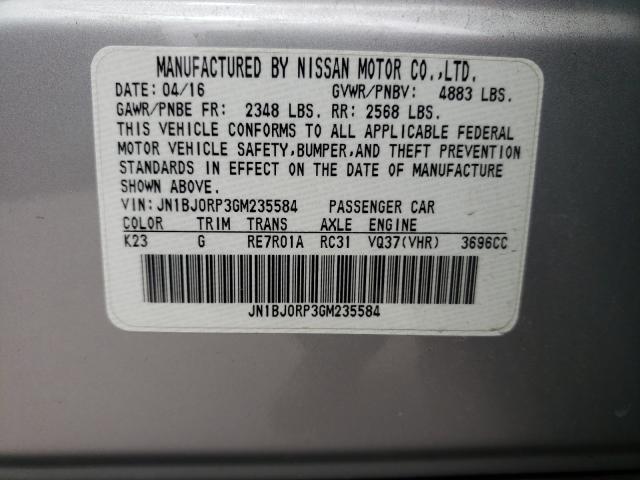 MANUFACTURED BY NISSAN MOTOR CO.,LTD.
DATE: 04/16 GVWR/PNBV: 4883 LBS.
GAWR/PNBE FR: 2348 LBS. RR: 2568 LBS.
THIS VEHICLE CONFORMS TO ALL APPLICABLE FEDERAL
MOTOR VEHICLE SAFETY,BUMPER,AND THEFT PREVENTION
STANDARDS IN EFFECT ON THE DATE OF MANUFACTURE
SHOWN ABOVE.
VIN: JN1BJ0RP3GM235584 PASSENGER CAR
COLOR TRIM TRANS AXLE ENGINE
K23 G RE7R01A RC31 VQ37(VHR) 3696CC
JN1BJ0RP3GM235584